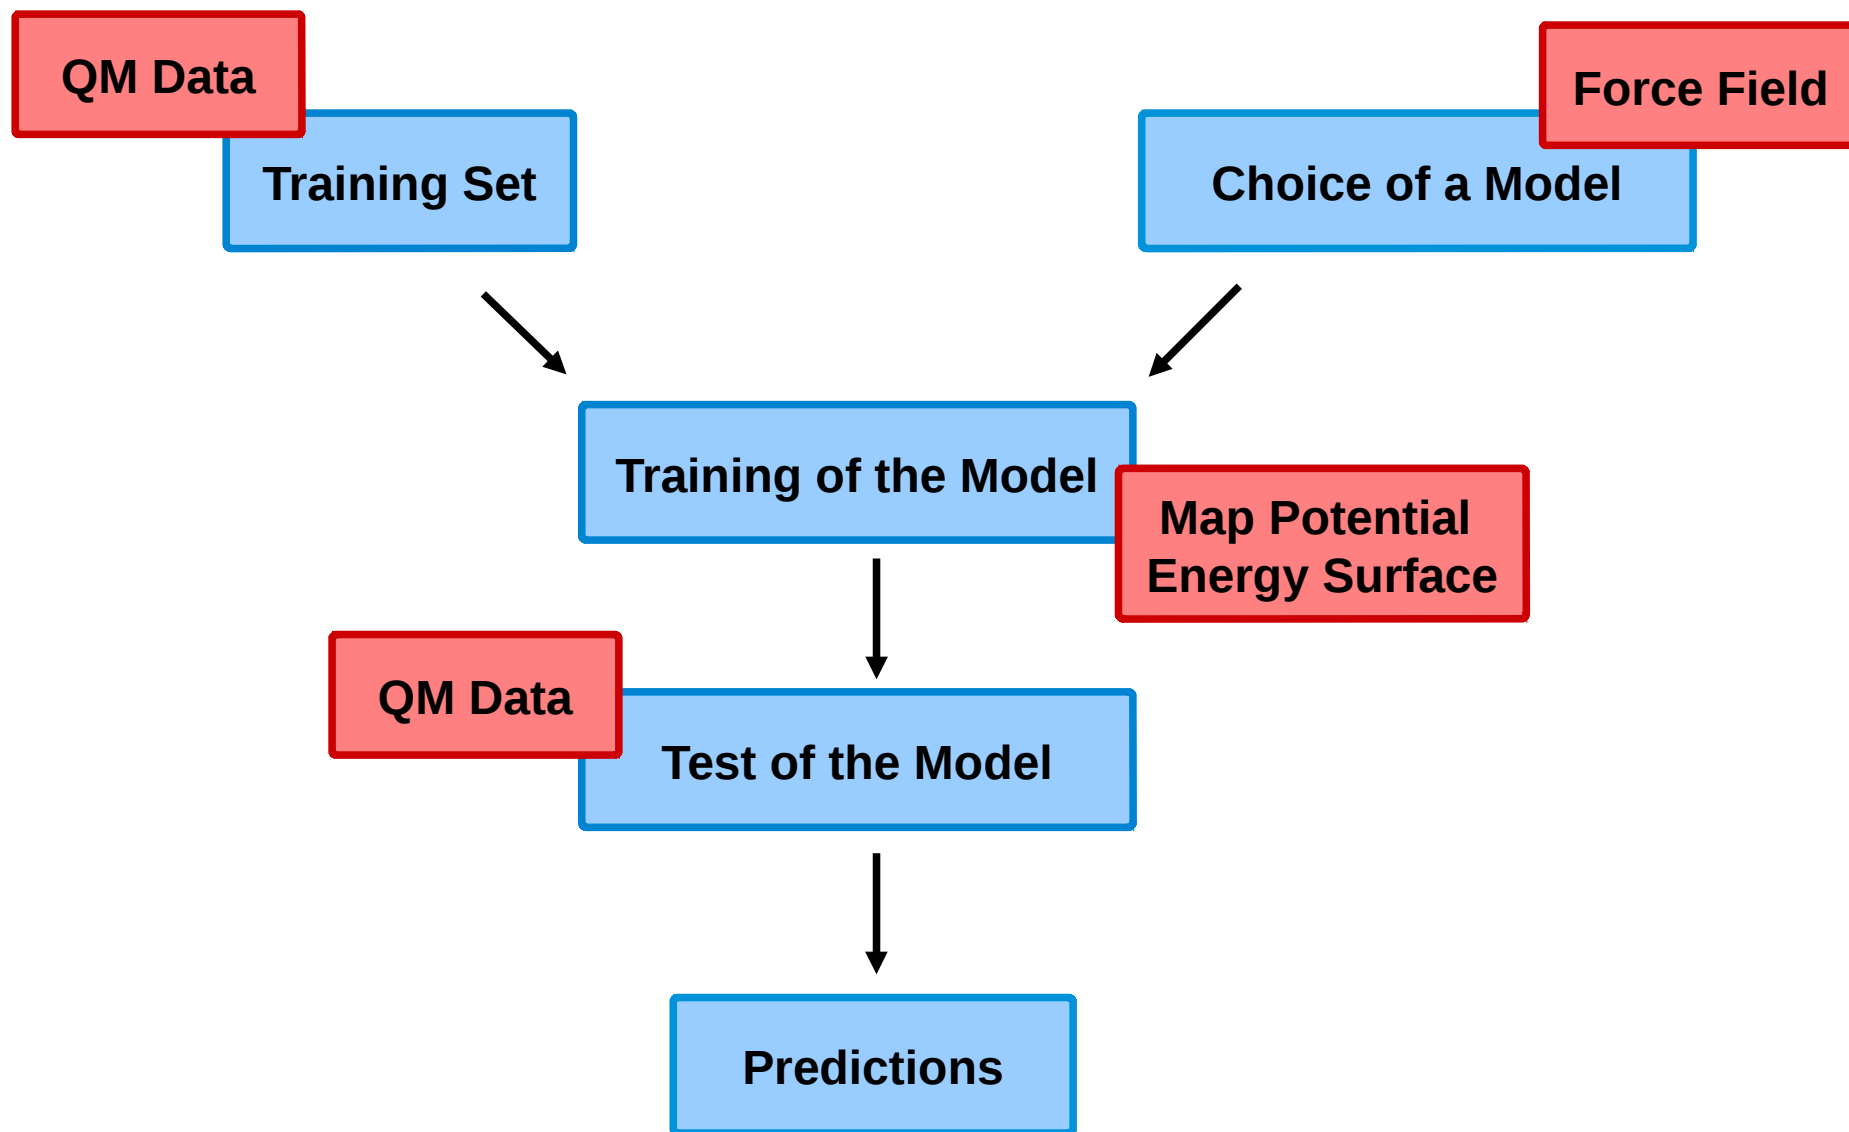 QM Data
Force Field
Training Set
Choice of a Model
Training of the Model
Map Potential
Energy Surface
QM Data
Test of the Model
Predictions